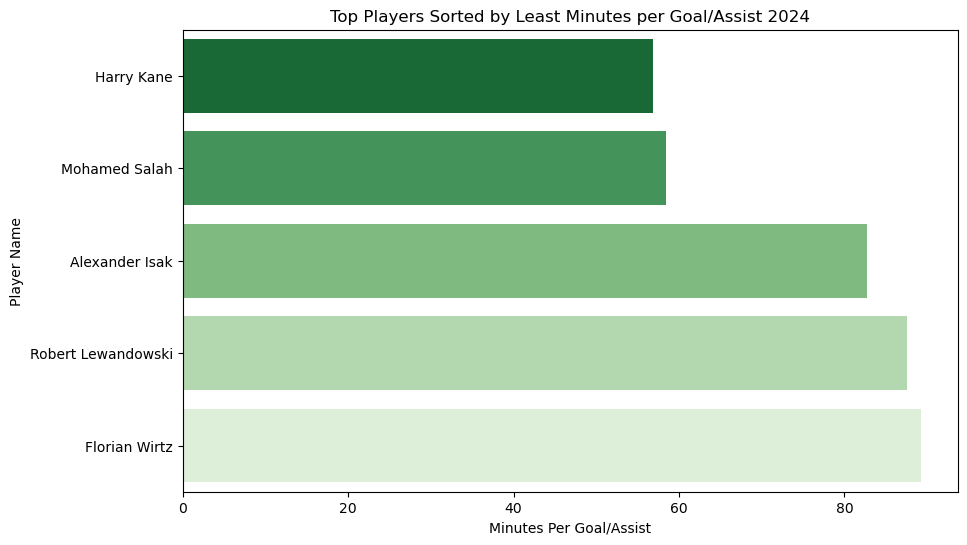 Top Players Sorted by Least Minutes per Goal/Assist 2024
Player Name
Harry Kane
Mohamed Salah
Alexander Isak
Robert Lewandowski
Florian Wirtz
0 20 40 60 80
Minutes Per Goal/Assist